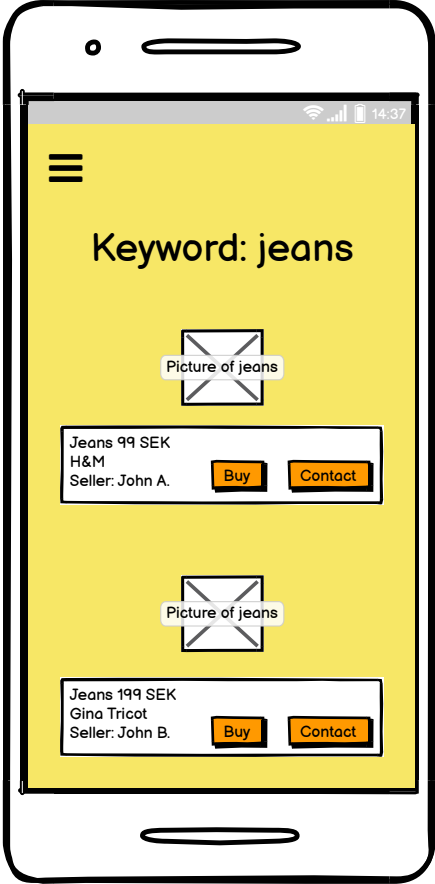 14:37
Keyword: jeans
Picture of jeans
Jeans 99 SEK
H&M
Seller: John A.
Buy
Contact
Picture of jeans
Jeans 199 SEK
Gina Tricot
Seller: John B.
Buy
Contact